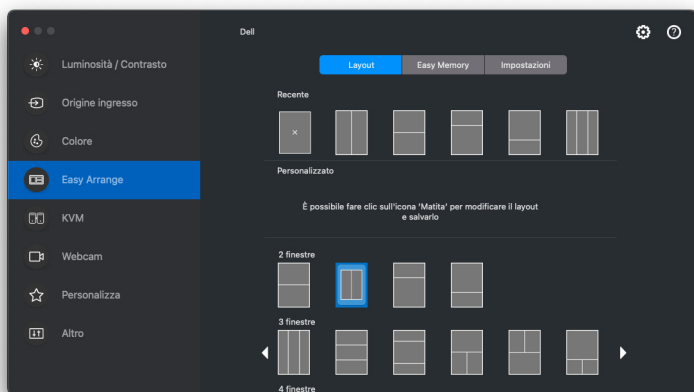 Dell
Luminosità / Contrasto
Origine ingresso
Colore
Easy Arrange
KVM
Webcam
Personalizza
Altro
Layout
Easy Memory
Impostazioni
Recente
Personalizzato
È possibile fare clic sull'icona 'Matita' per modificare il layout
e salvarlo
2 finestre
3 finestre
4 finestre